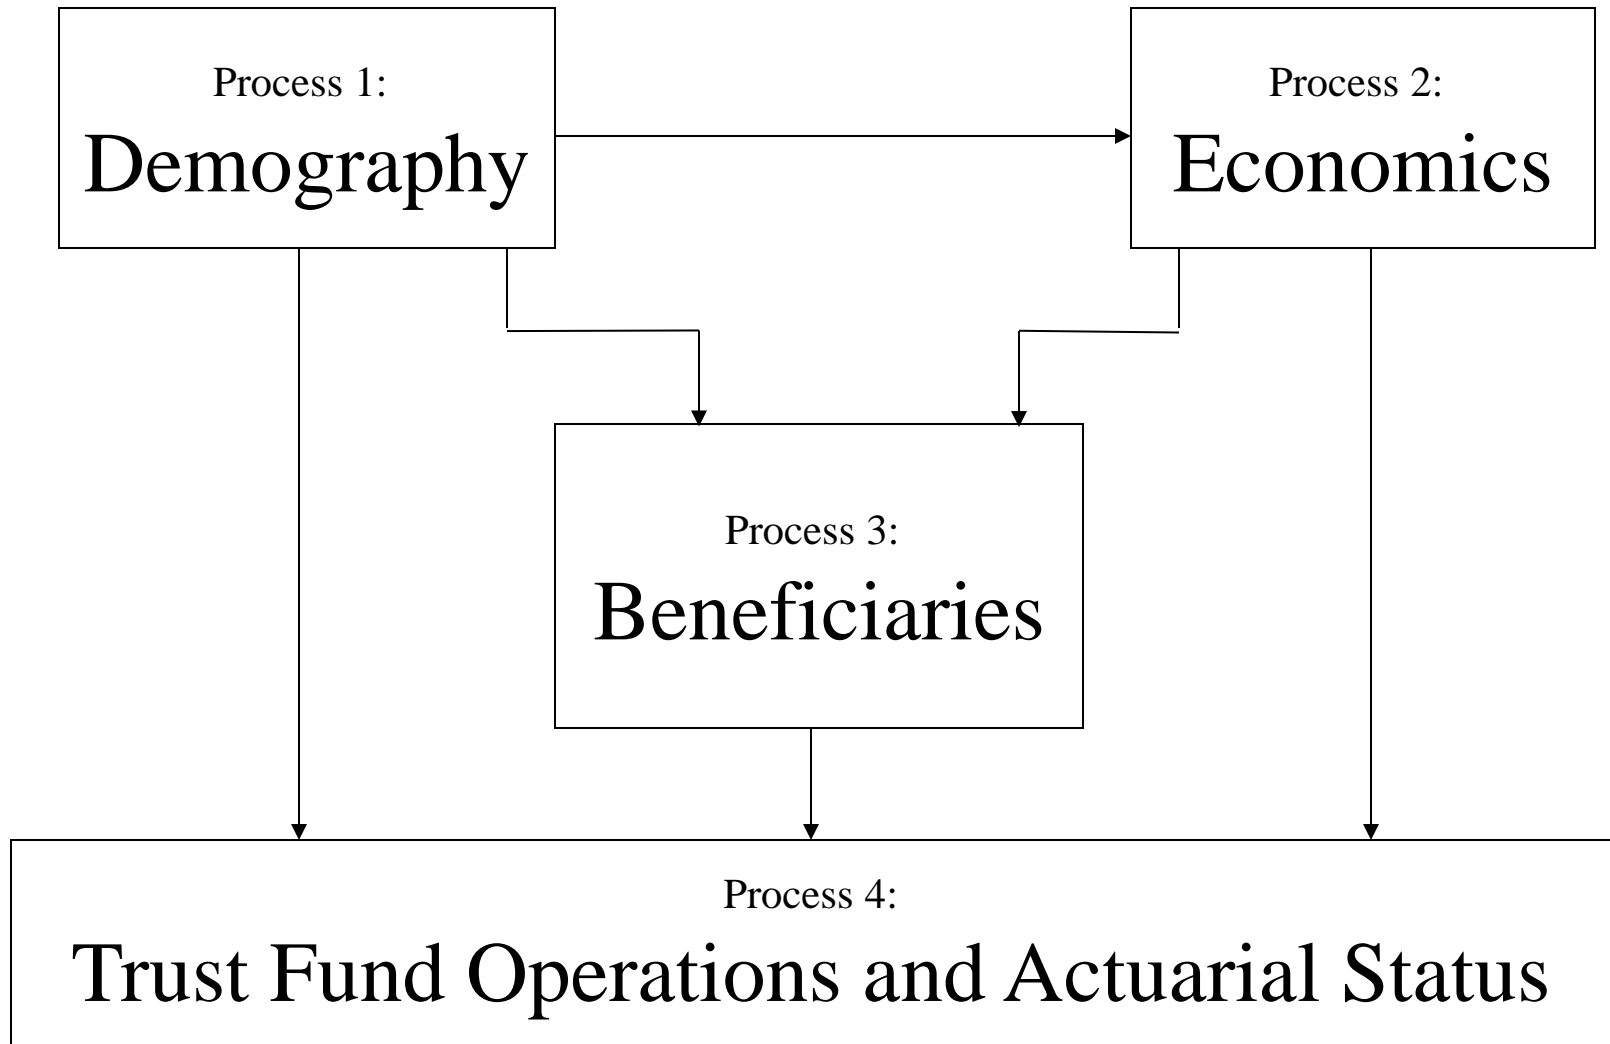 Process 1:
Demography
Process 2:
Economics
Process 3:
Beneficiaries
Process 4:
Trust Fund Operations and Actuarial Status